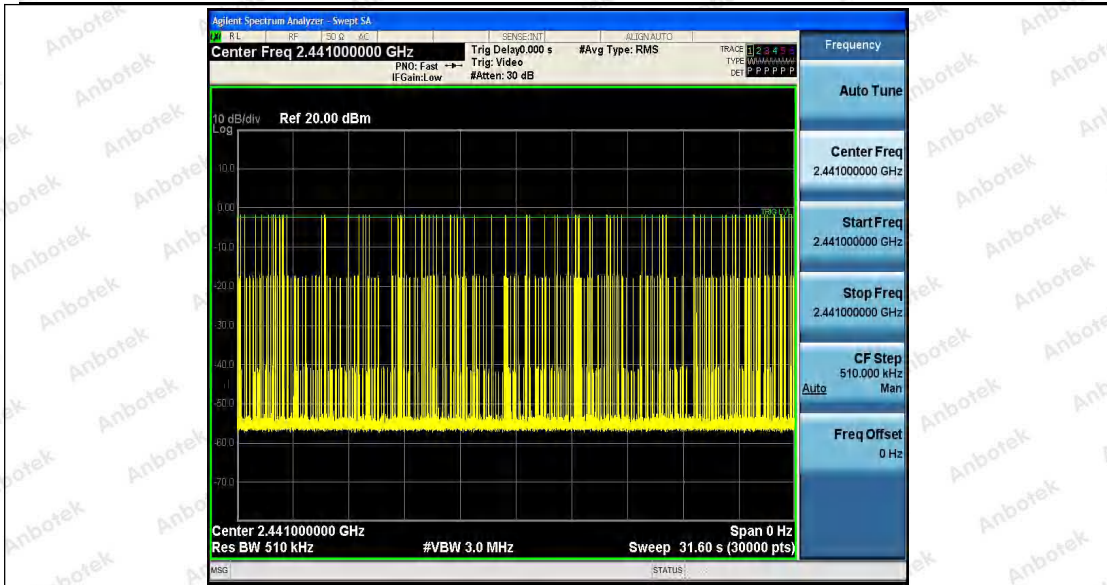 Agilent Spectrum Analyzer - Swept SA
RL RF 50 Ω AC SENSE:INT ALIGN AUTO
Center Freq 2.441000000 GHz
PNO: Fast
IFGain:Low
Trig Delay0.000 s
Trig: Video
#Atten: 30 dB
#Avg Type: RMS
TRACE 1 2 3 4 5 6
TYPE
DET P P P P P P
10 dB/div Ref 20.00 dBm
Log
10.0
0.00
-10.0
-20.0
-30.0
-40.0
-50.0
-60.0
-70.0
TRIG LVL
Center 2.441000000 GHz Span 0 Hz
Res BW 510 kHz #VBW 3.0 MHz Sweep 31.60 s (30000 pts)
MSG STATUS
Frequency
Auto Tune
Center Freq
2.441000000 GHz
Start Freq
2.441000000 GHz
Stop Freq
2.441000000 GHz
CF Step
510.000 kHz
Auto Man
Freq Offset
0 Hz
Anbotek